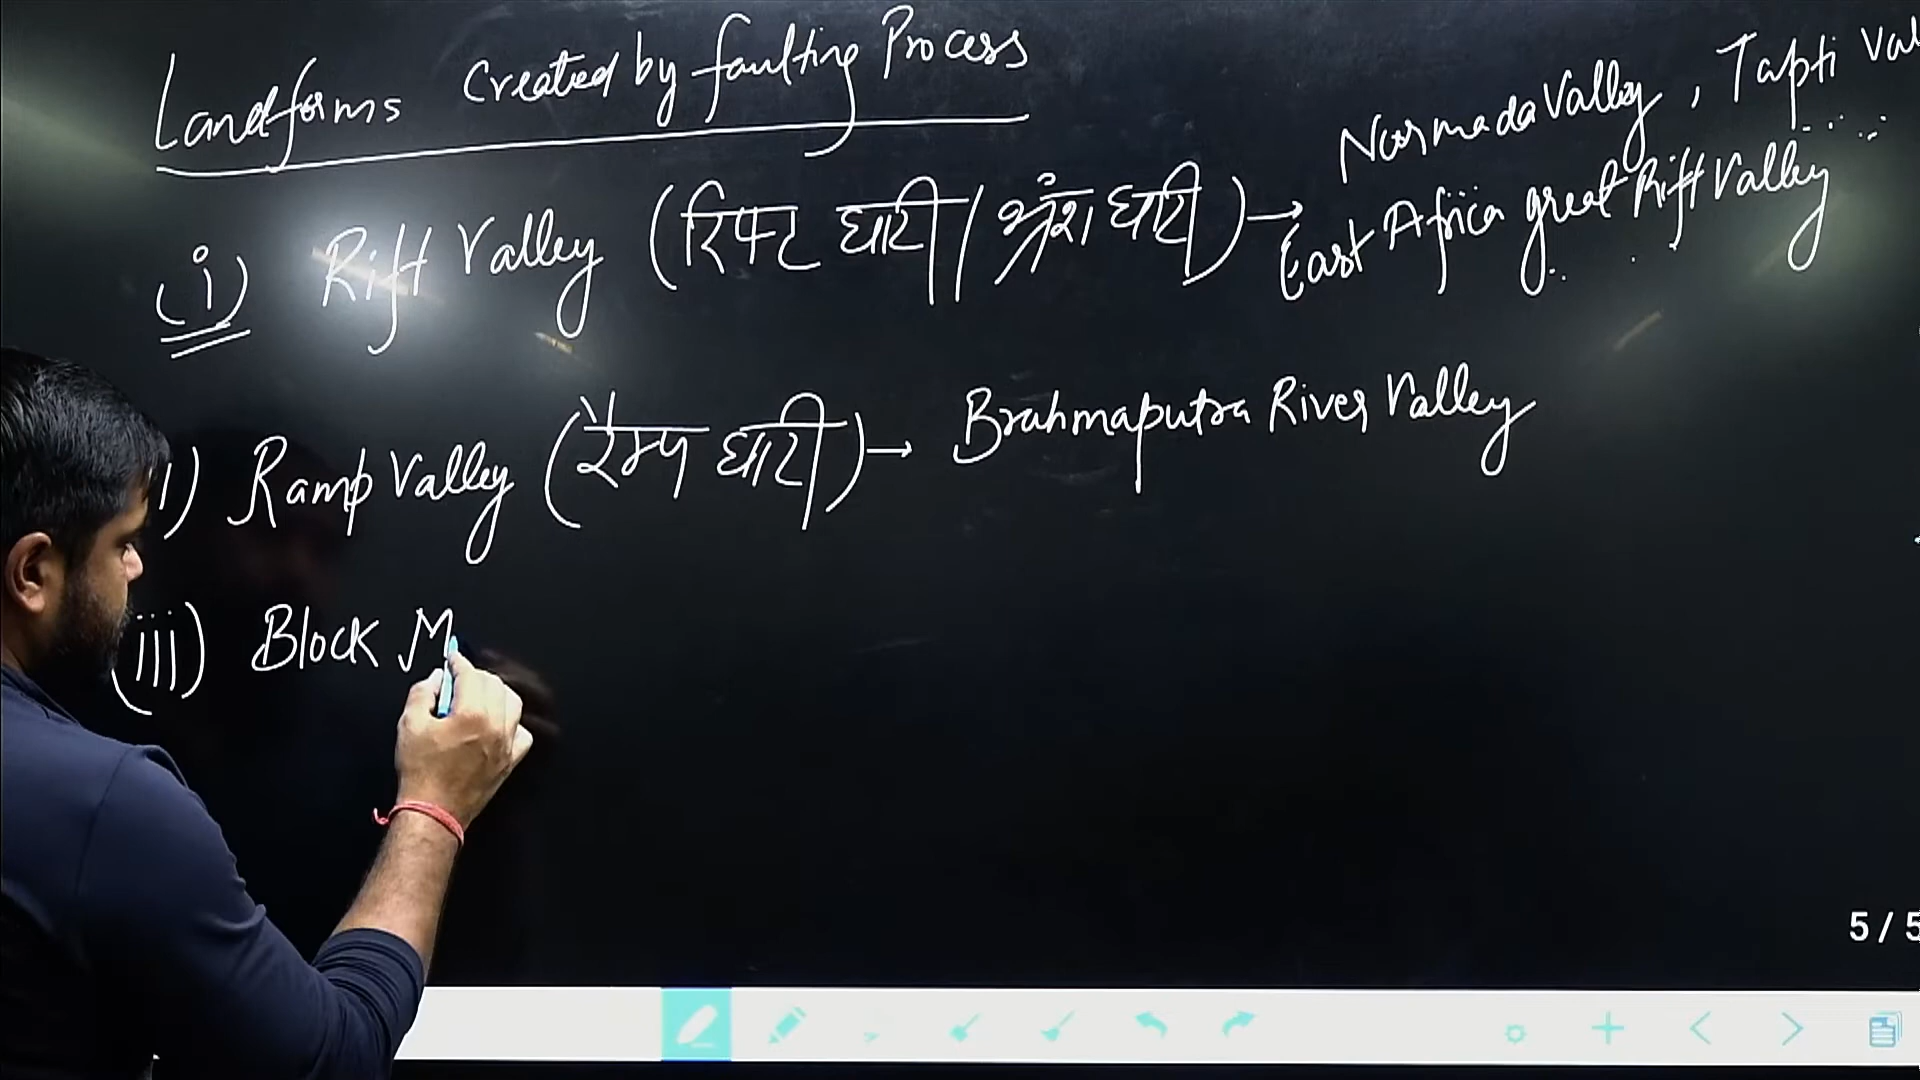 Landforms Created by faulting Process
Narmada Valley, Tapti Val
(i) Rift Valley (रिफ्ट घाटी / भ्रंश घाटी) →
East Africa great Rift Valley
i) Ramp Valley (रैम्प घाटी) → Brahmaputra River Valley
(iii) Block M
5/5